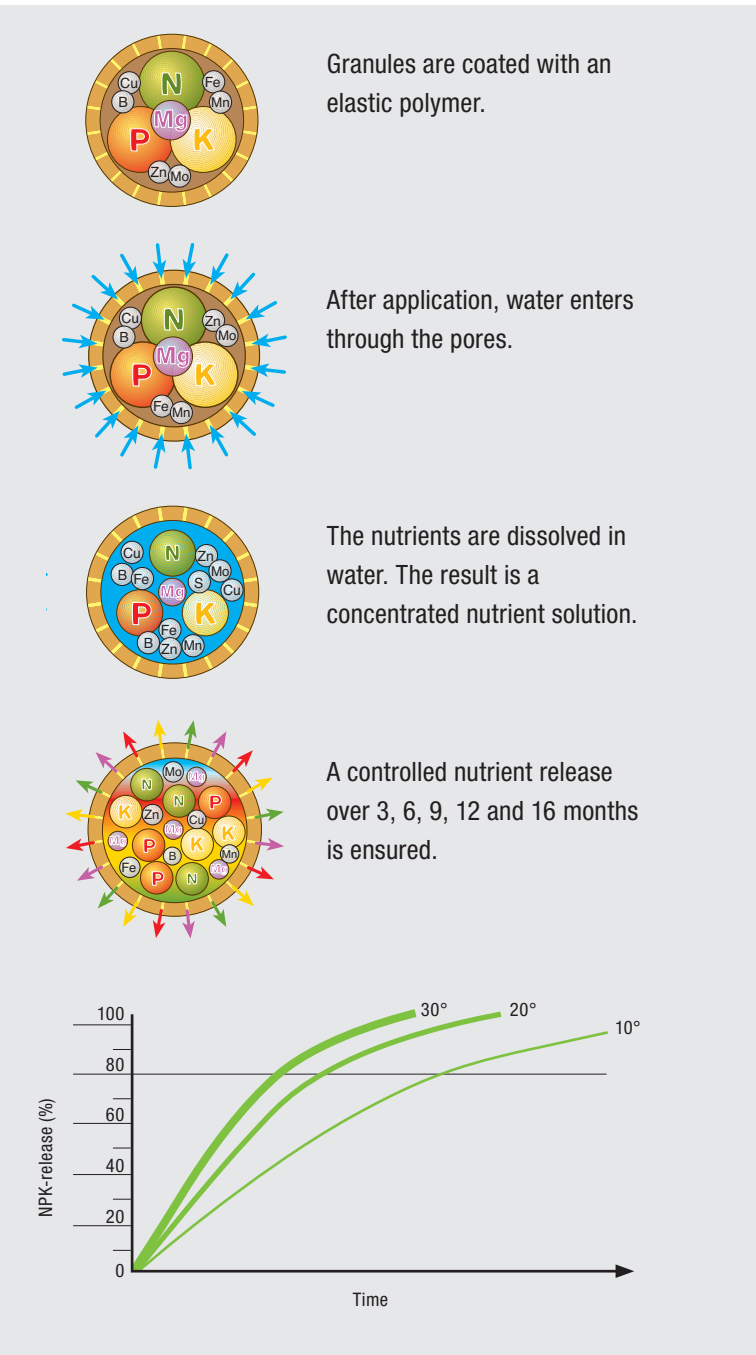 Cu
N
Fe
B
Mn
Mg
P
K
Zn
Mo
Granules are coated with an
elastic polymer.
Cu
N
Zn
B
Mo
Mg
P
K
Fe
Mn
After application, water enters
through the pores.
Cu
N
Zn
Mo
B
Fe
S
Mg
Cu
P
K
Fe
B
Zn
Mn
The nutrients are dissolved in
water. The result is a
concentrated nutrient solution.
Mo
Mg
N
N
P
K
Zn
Cu
Mg
K
Mg
P
K
B
Mn
Fe
Mg
P
N
A controlled nutrient release
over 3, 6, 9, 12 and 16 months
is ensured.
100
80
60
40
20
0
NPK-release (%)
30°
20°
10°
Time